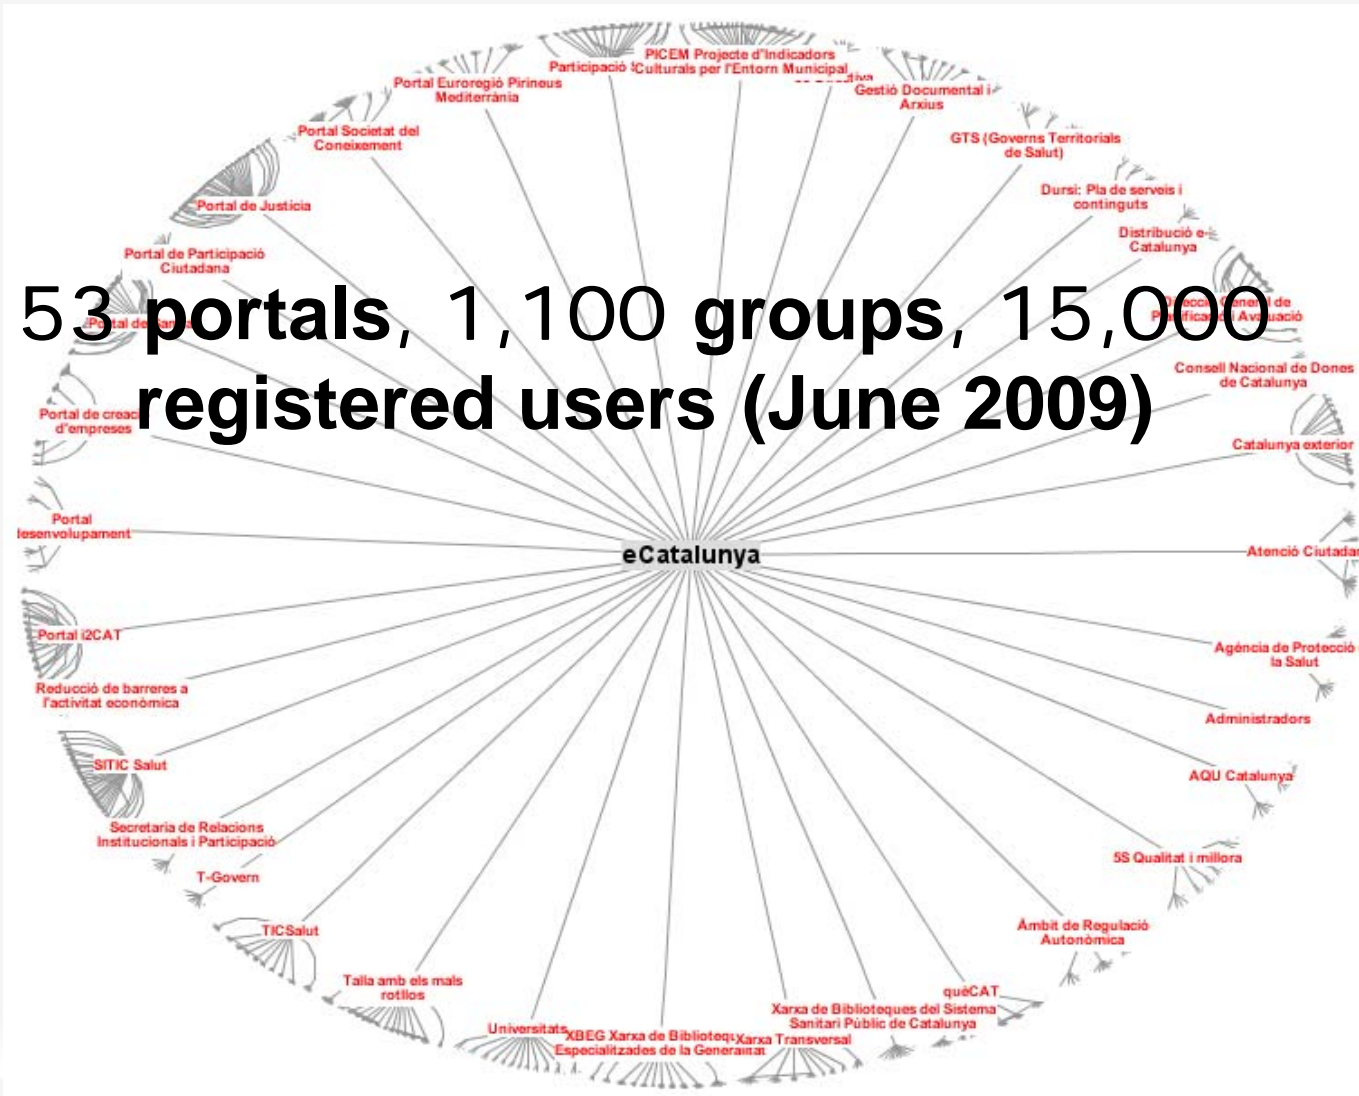 PICEM Projecte d'Indicadors
Culturals per l'Entorn Municipal
Participació
Portal Euroregió Pirineus
Mediterrània
Gestió Documental i
Arxius
Portal Societat del
Coneixement
GTS (Governs Territorials
de Salut)
Portal de Justícia
Dursi: Pla de serveis i
continguts
Distribució e-
Catalunya
Portal de Participació
Ciutadana
53 portals, 1,100 groups, 15,000
registered users (June 2009)
Portal de
General de
Consell Nacional de Dones
de Catalunya
Portal de
d'empreses
Catalunya exterior
Portal
eCatalunya
Atenció
Portal i2CAT
Agència de Protecció
la Salut
Reducció de barreres a
l'activitat econòmica
Administradors
SITIC Salut
AQU Catalunya
Secretaria de Relacions
Institucionals i Participació
5S Qualitat i millora
T-Govern
TICSalut
Àmbit de Regulació
Autonòmica
Talla amb els mals
rotllos
quèCAT
Xarxa de Biblioteques del Sistema
Sanitari Públic de Catalunya
Universitats
XBEG Xarxa de
Especialitzades de la
Xarxa Transversal